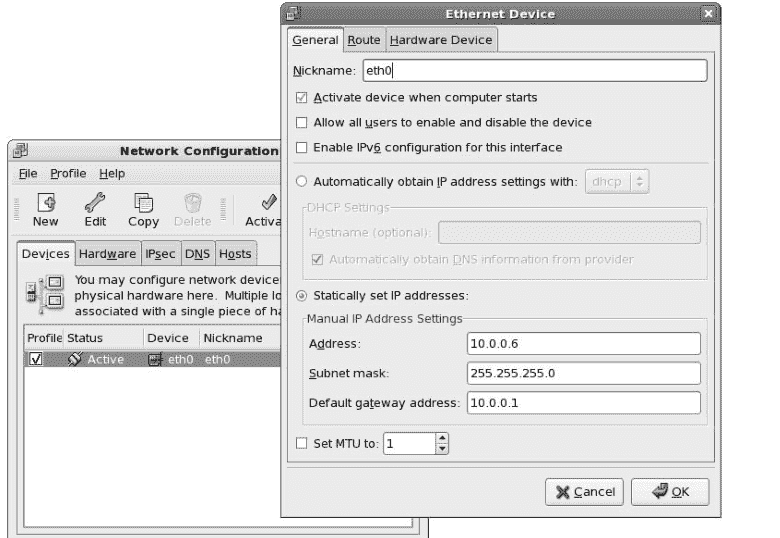 Ethernet Device
General Route Hardware Device
Nickname: eth0
Activate device when computer starts
Allow all users to enable and disable the device
Enable IPv6 configuration for this interface
Automatically obtain IP address settings with: dhcp
DHCP Settings
Hostname (optional):
Automatically obtain DNS information from provider
Statically set IP addresses:
Manual IP Address Settings
Address: 10.0.0.6
Subnet mask: 255.255.255.0
Default gateway address: 10.0.0.1
Set MTU to: 1
Cancel OK
Network Configuration
File Profile Help
New Edit Copy Delete Activa
Devices Hardware IPsec DNS Hosts
You may configure network device
physical hardware here. Multiple lo
associated with a single piece of ha
Profile Status Device Nickname
Active eth0 eth0